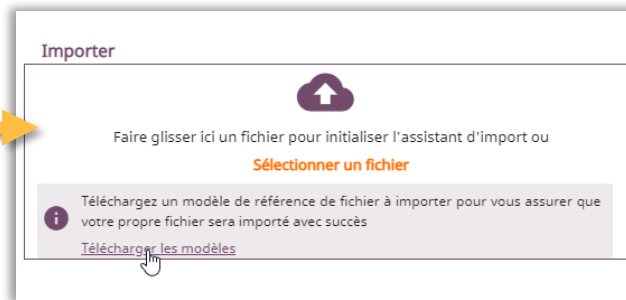 Importer
Faire glisser ici un fichier pour initialiser l'assistant d'import ou
Sélectionner un fichier
Téléchargez un modèle de référence de fichier à importer pour vous assurer que
votre propre fichier sera importé avec succès
Télécharger les modèles